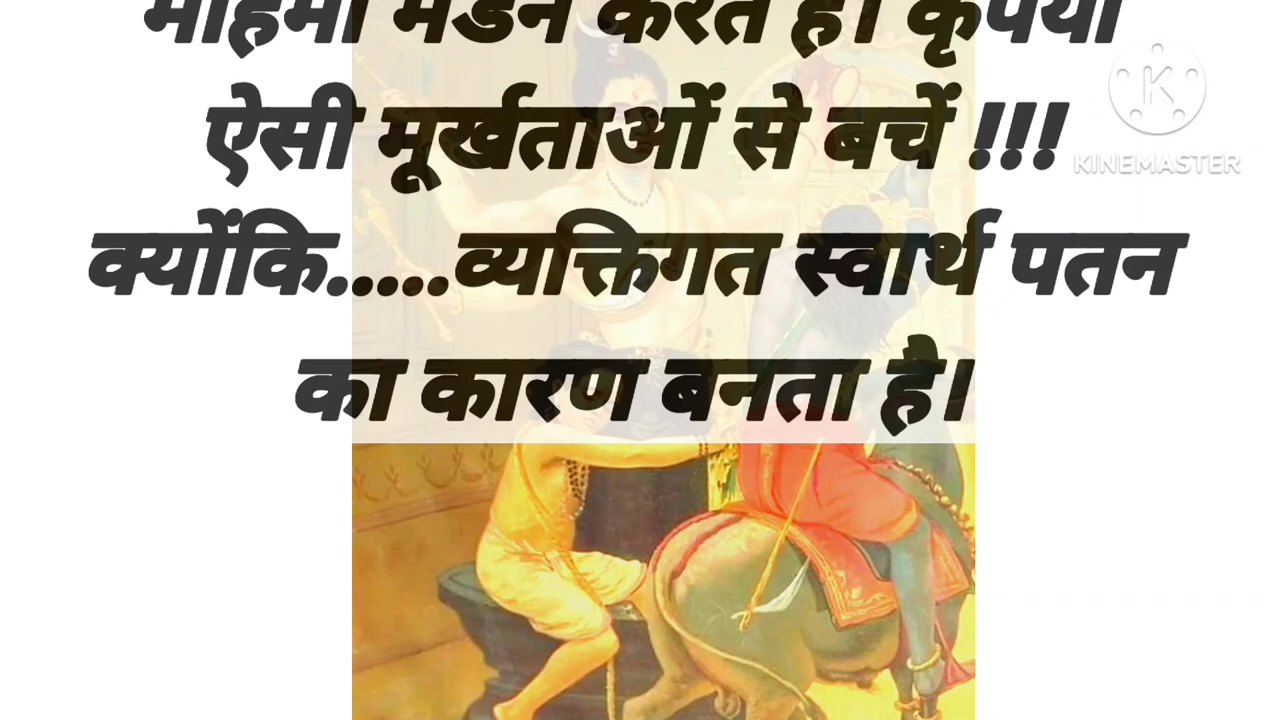 महिमा मंडन करते हैं। कृपया
ऐसी मूर्खताओं से बचें !!!
क्योंकि.....व्यक्तिगत स्वार्थ पतन
का कारण बनता है।
K
KINEMASTER